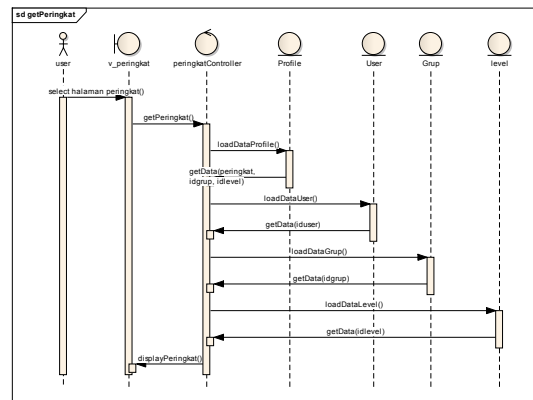 sd getPeringkat
user
v_peringkat
peringkatController
Profile
User
Grup
level
select halaman peringkat()
getPeringkat()
loadDataProfile()
getData(peringkat,
idgrup, idlevel)
loadDataUser()
getData(iduser)
loadDataGrup()
getData(idgrup)
loadDataLevel()
getData(idlevel)
displayPeringkat()